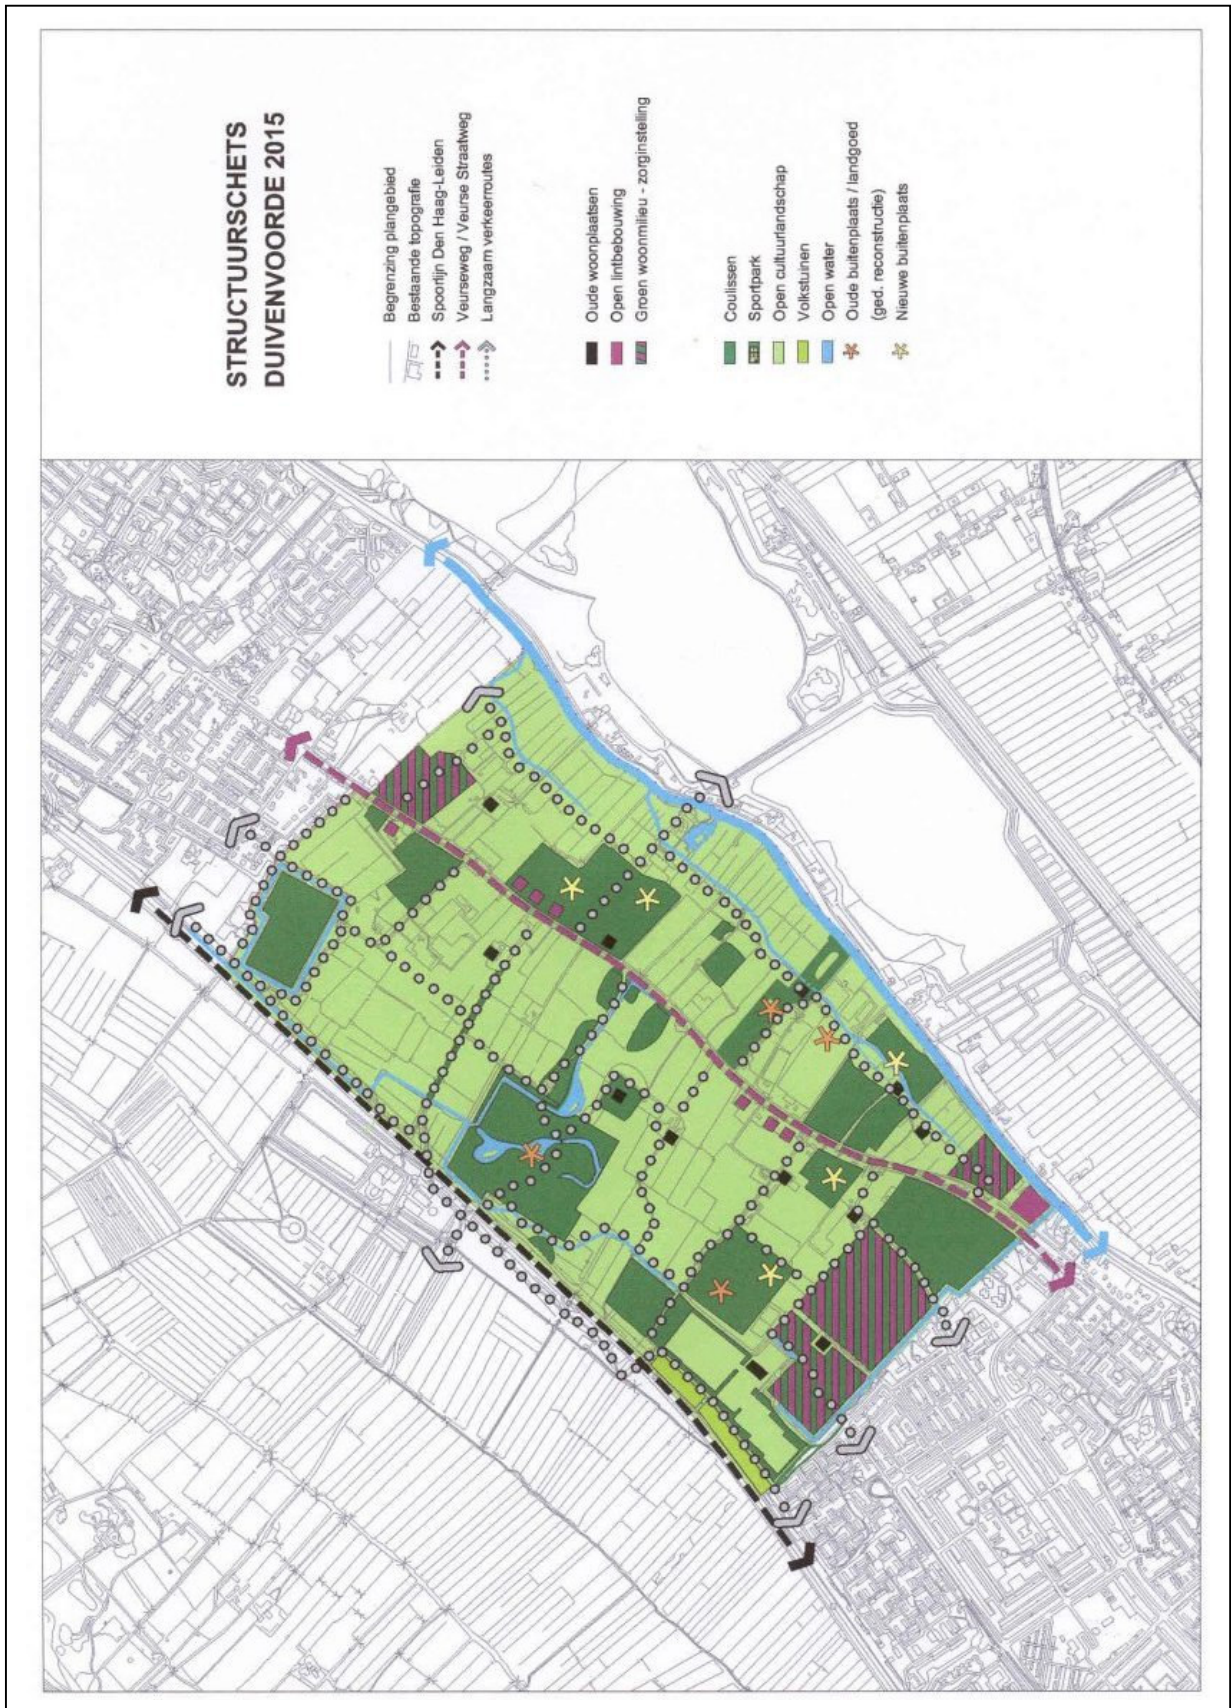 STRUCTUURSCHETS
DUIVENVOORDE 2015
Begrenzing plangebied
Bestaande topografie
Spoorlijn Den Haag-Leiden
Veurseweg / Veurse Straatweg
Langzaam verkeerroutes
Oude woonplaatsen
Open lintbebouwing
Groen woonmilieu - zorginstelling
Coulissen
Sportpark
Open cultuurlandschap
Volkstuinen
Open water
Oude buitenplaats / landgoed
(ged. reconstructie)
Nieuwe buitenplaats